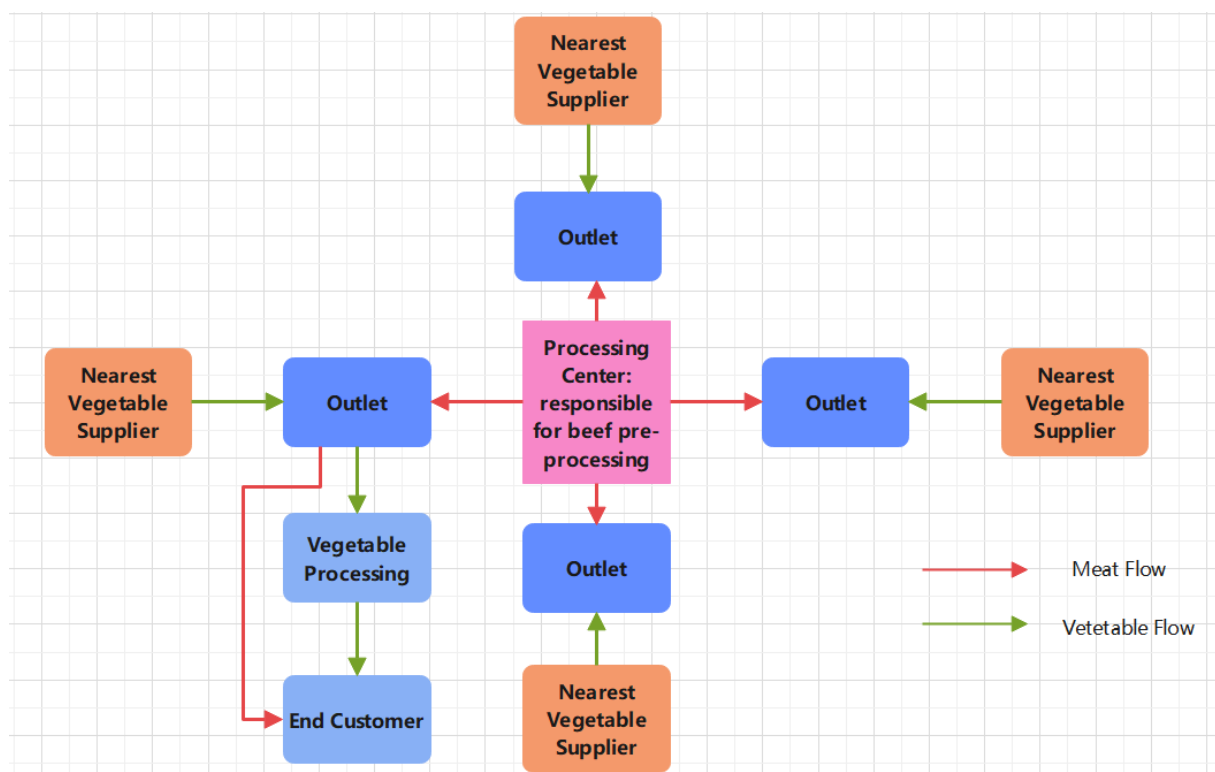 Nearest
Vegetable
Supplier
Outlet
Nearest
Vegetable
Supplier
Outlet
Processing
Center:
responsible
for beef pre-
processing
Outlet
Nearest
Vegetable
Supplier
Vegetable
Processing
Outlet
Meat Flow
Vetetable Flow
End Customer
Nearest
Vegetable
Supplier